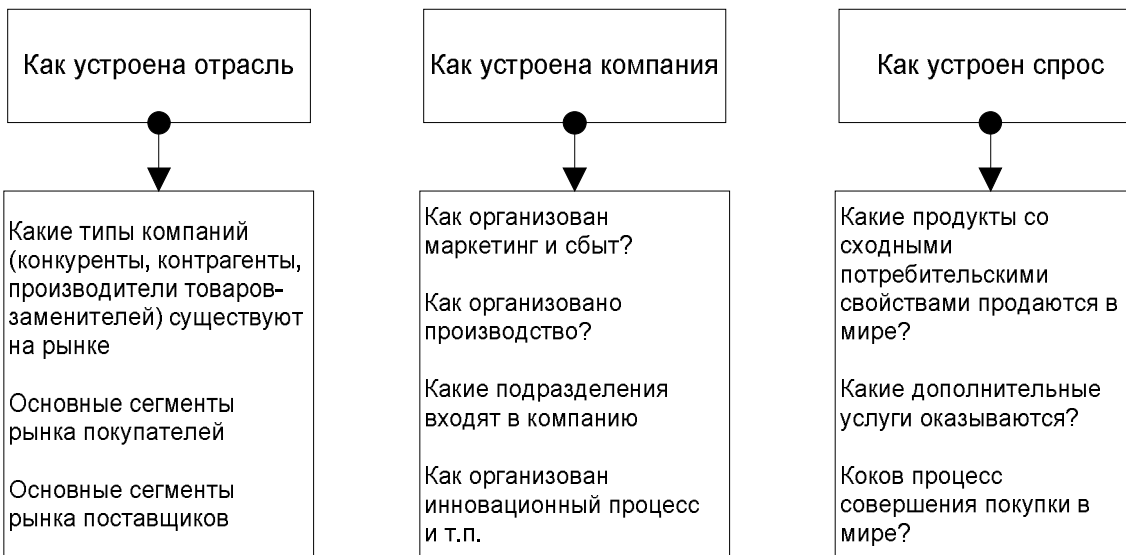 Как устроена отрасль
Как устроена компания
Как устроен спрос
Какие типы компаний
(конкуренты, контрагенты,
производители товаров-
заменителей) существуют
на рынке
Основные сегменты
рынка покупателей
Основные сегменты
рынка поставщиков
Как организован
маркетинг и сбыт?
Как организовано
производство?
Какие подразделения
входят в компанию
Как организован
инновационный процесс
и т.п.
Какие продукты со
сходными
потребительскими
свойствами продаются в
мире?
Какие дополнительные
услуги оказываются?
Коков процесс
совершения покупки в
мире?